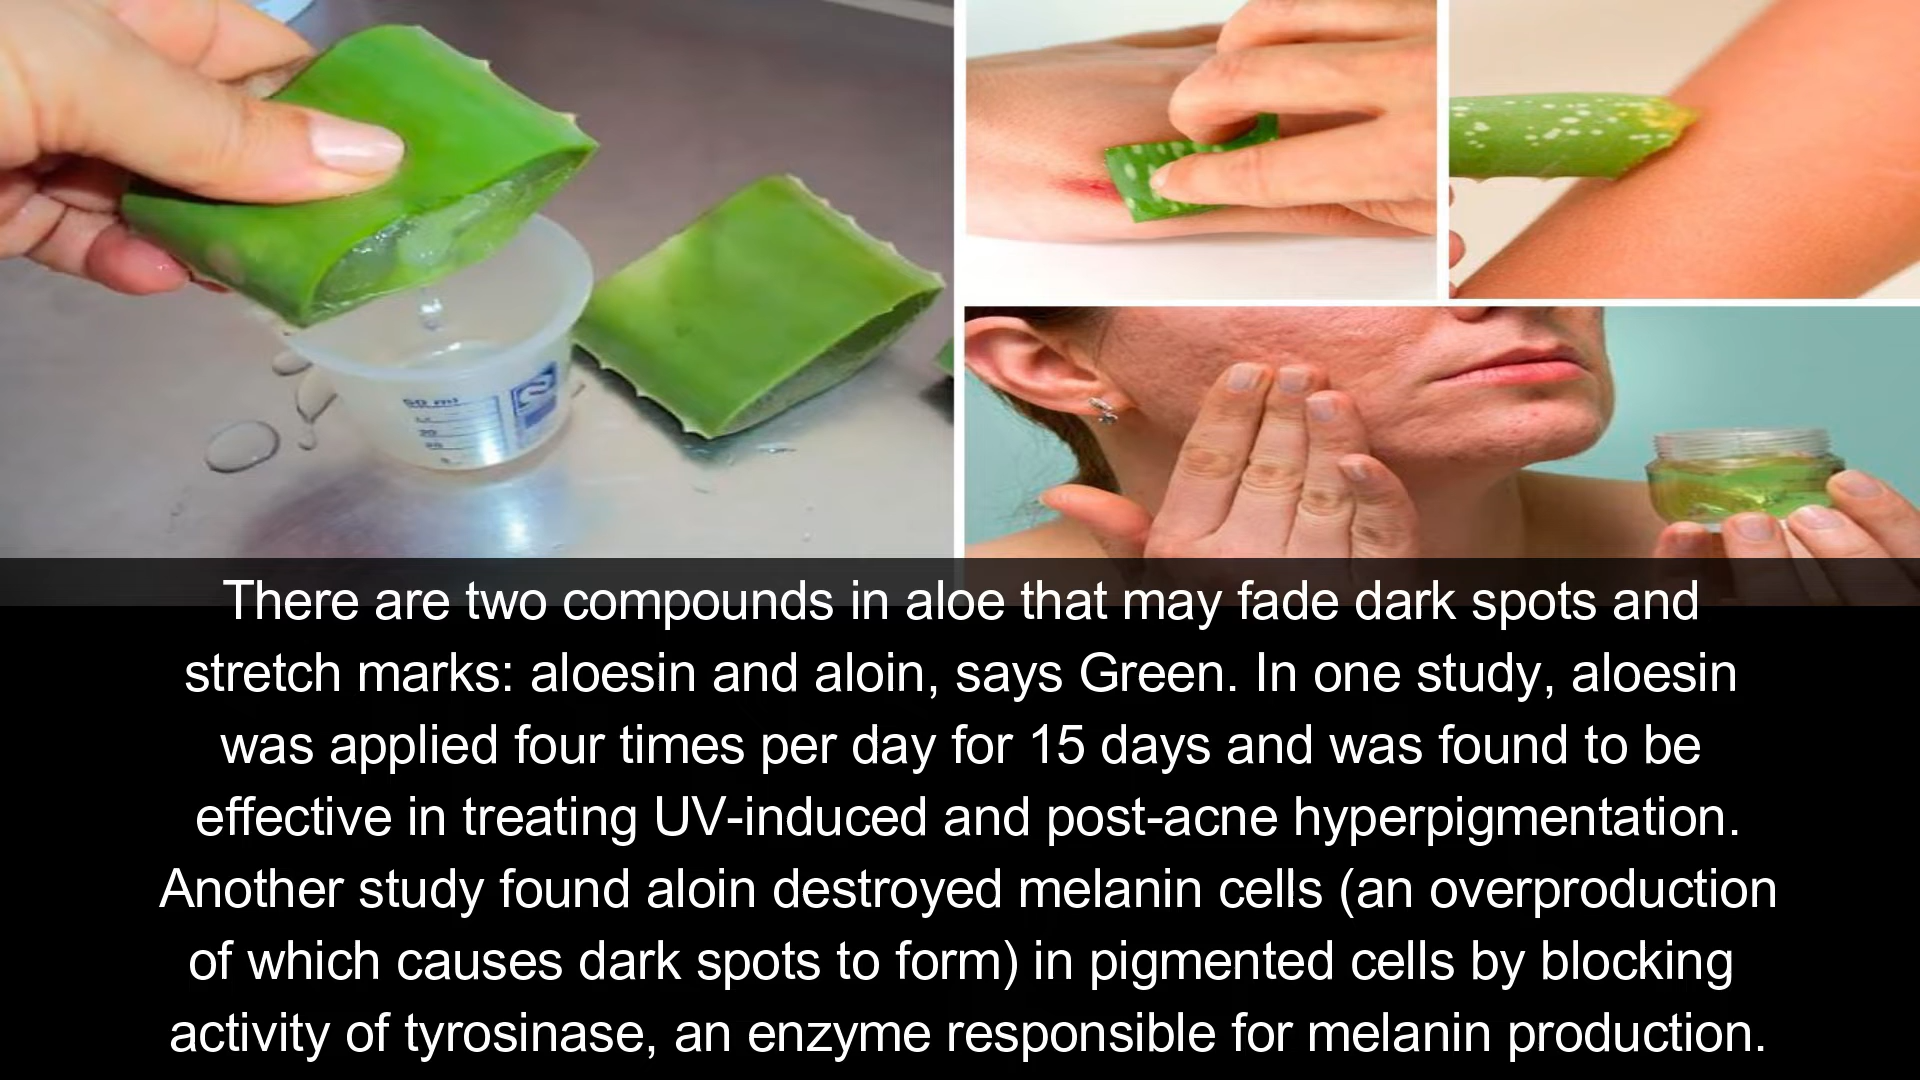 50 ml
There are two compounds in aloe that may fade dark spots and
stretch marks: aloesin and aloin, says Green. In one study, aloesin
was applied four times per day for 15 days and was found to be
effective in treating UV-induced and post-acne hyperpigmentation.
Another study found aloin destroyed melanin cells (an overproduction
of which causes dark spots to form) in pigmented cells by blocking
activity of tyrosinase, an enzyme responsible for melanin production.